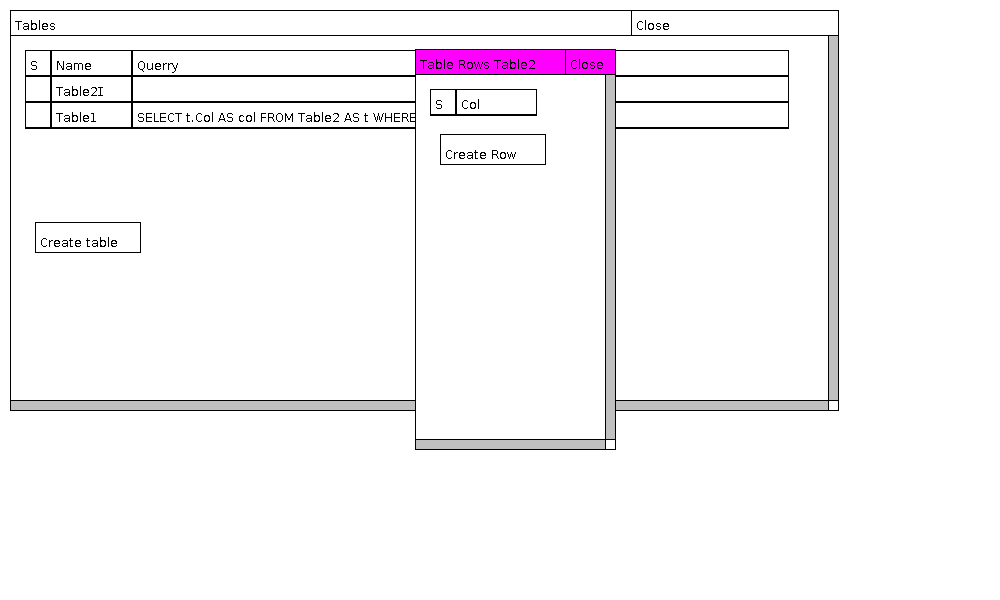 Tables Close
S Name Querry
Table2I
Table1 SELECT t.Col AS col FROM Table2 AS t WHERE
Create table
Table Rows Table2 Close
S Col
Create Row